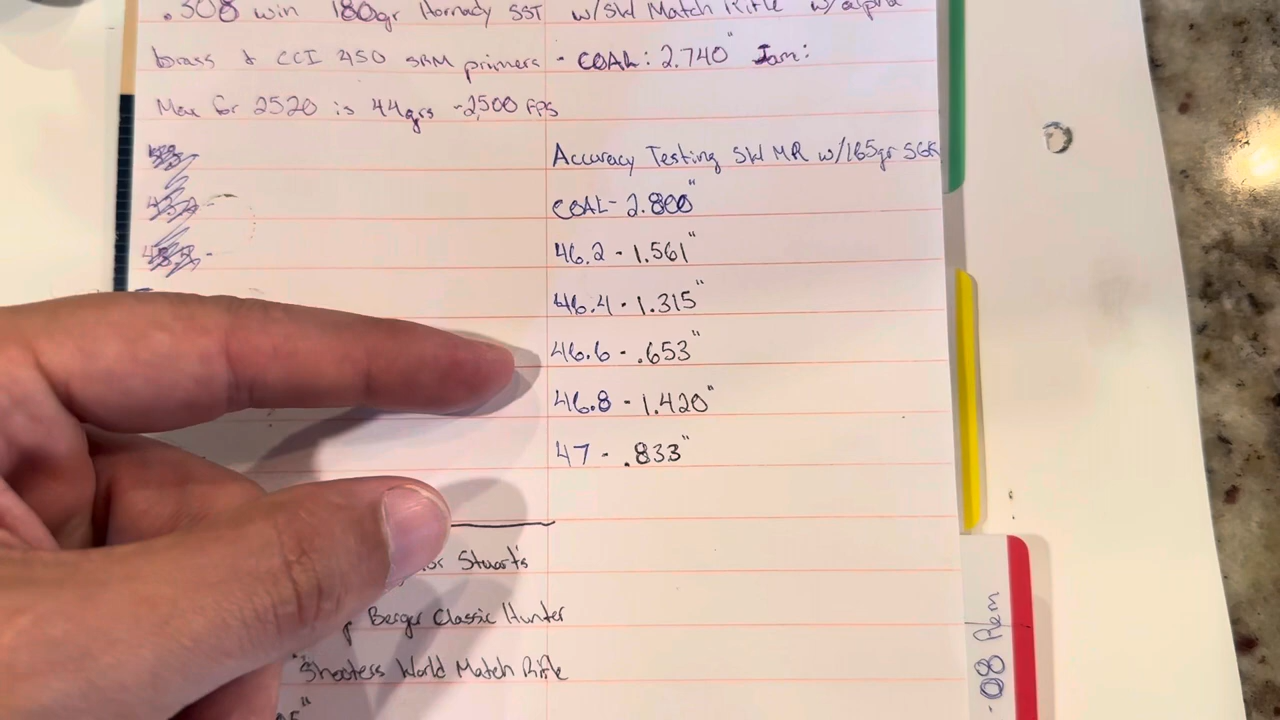 .308 win 180gr Hornady SST w/SW Match Rifle w/alpha
brass & CCI 450 SRM primers - COAL: 2.740" Jam:
Max for 2520 is 44grs ~2,500 FPS
Accuracy Testing SW MR w/165gr SGK
COAL- 2.800"
46.2 - 1.561"
46.4 - 1.315"
46.6 - .653"
46.8 - 1.420"
47 - .833"
for Stuart's
Berger Classic Hunter
Shooters World Match Rifle
-08 Rem